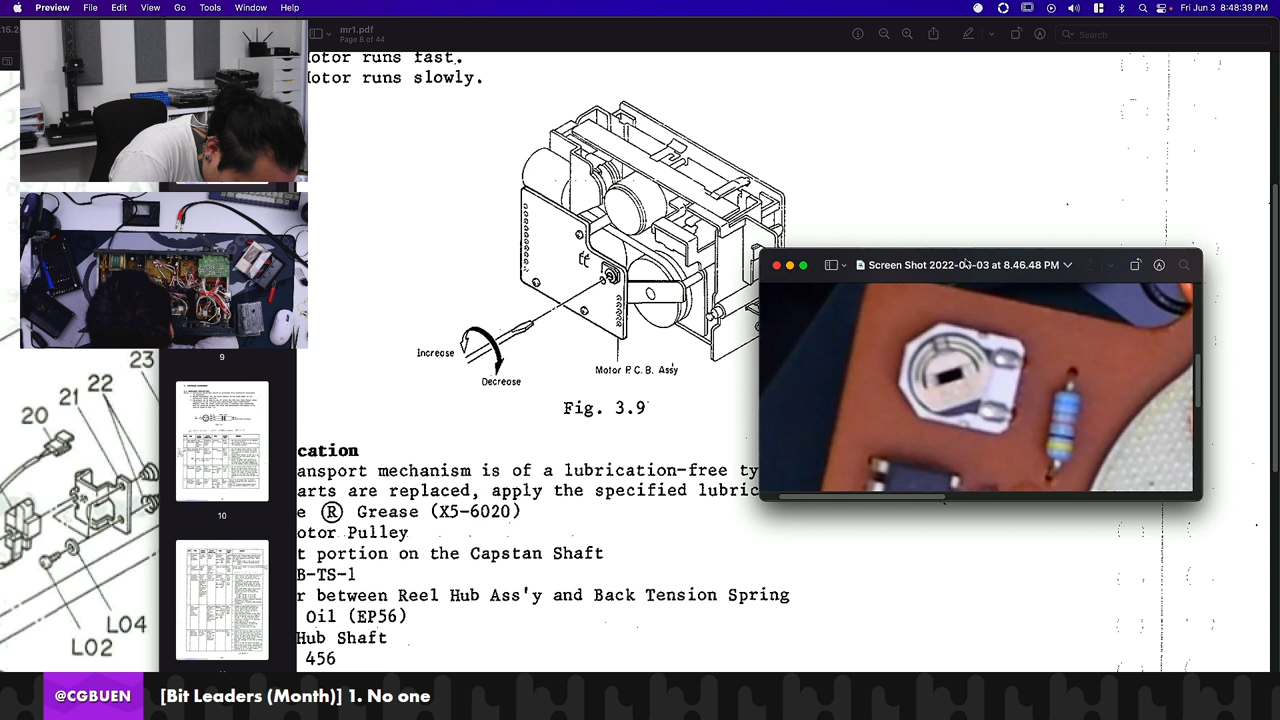 Preview File Edit View Go Tools Window Help
Fri Jun 3 8:48:39 PM
mr1.pdf
Page 8 of 44
Search
otor runs fast.
Motor runs slowly.
Increase
Decrease
Motor P.C.B. Ass'y
Fig. 3.9
Screen Shot 2022-06-03 at 8.46.48 PM
cation
ansport mechanism is of a lubrication-free ty
arts are replaced, apply the specified lubric
e Ⓡ Grease (X5-6020)
otor Pulley
t portion on the Capstan Shaft
B-TS-1
r between Reel Hub Ass'y and Back Tension Spring
Oil (EP56)
Hub Shaft
456
9
10
23
22
21
20
L04
L02
@CGBUEN
[Bit Leaders (Month)] 1. No one